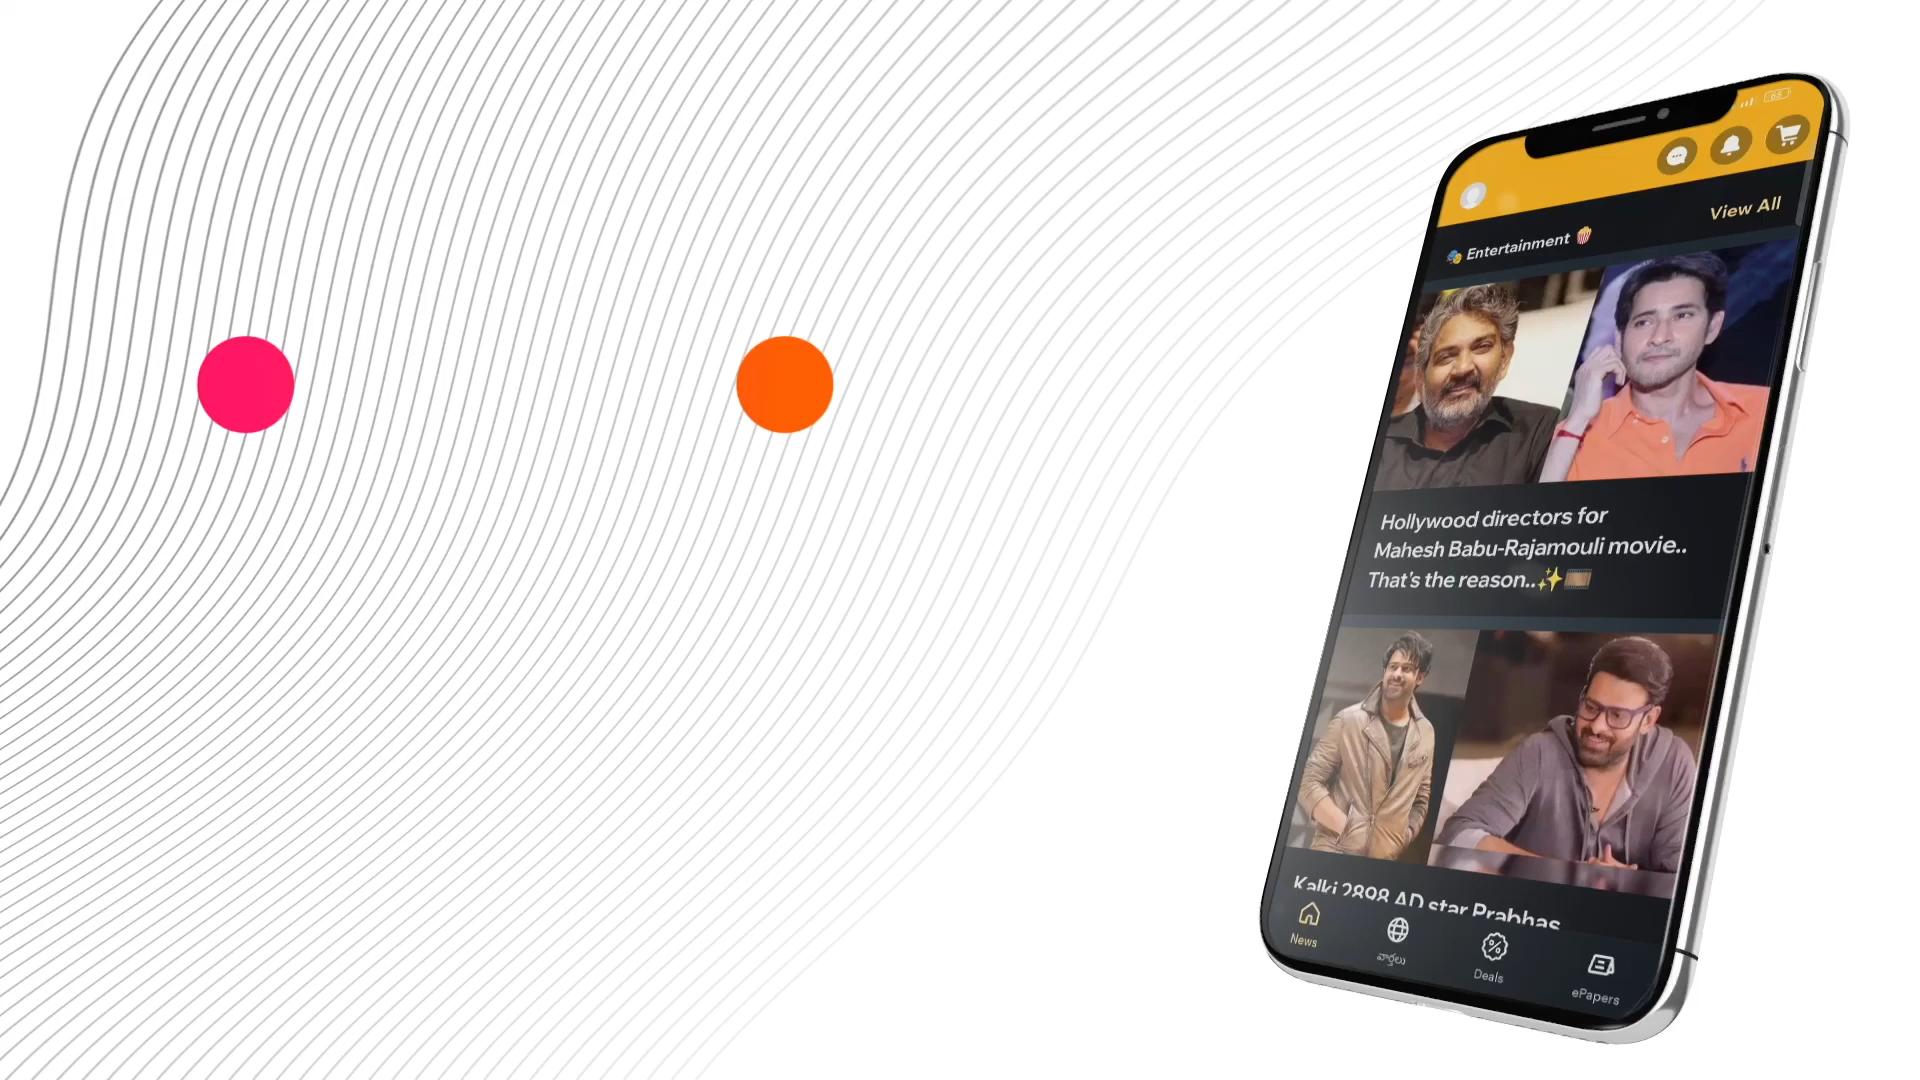 68
View All
🎭 Entertainment 🍿
Hollywood directors for
Mahesh Babu-Rajamouli movie..
That's the reason..✨🎞️
Kalki 2898 AD star Prabhas
News
వార్తలు
Deals
ePapers